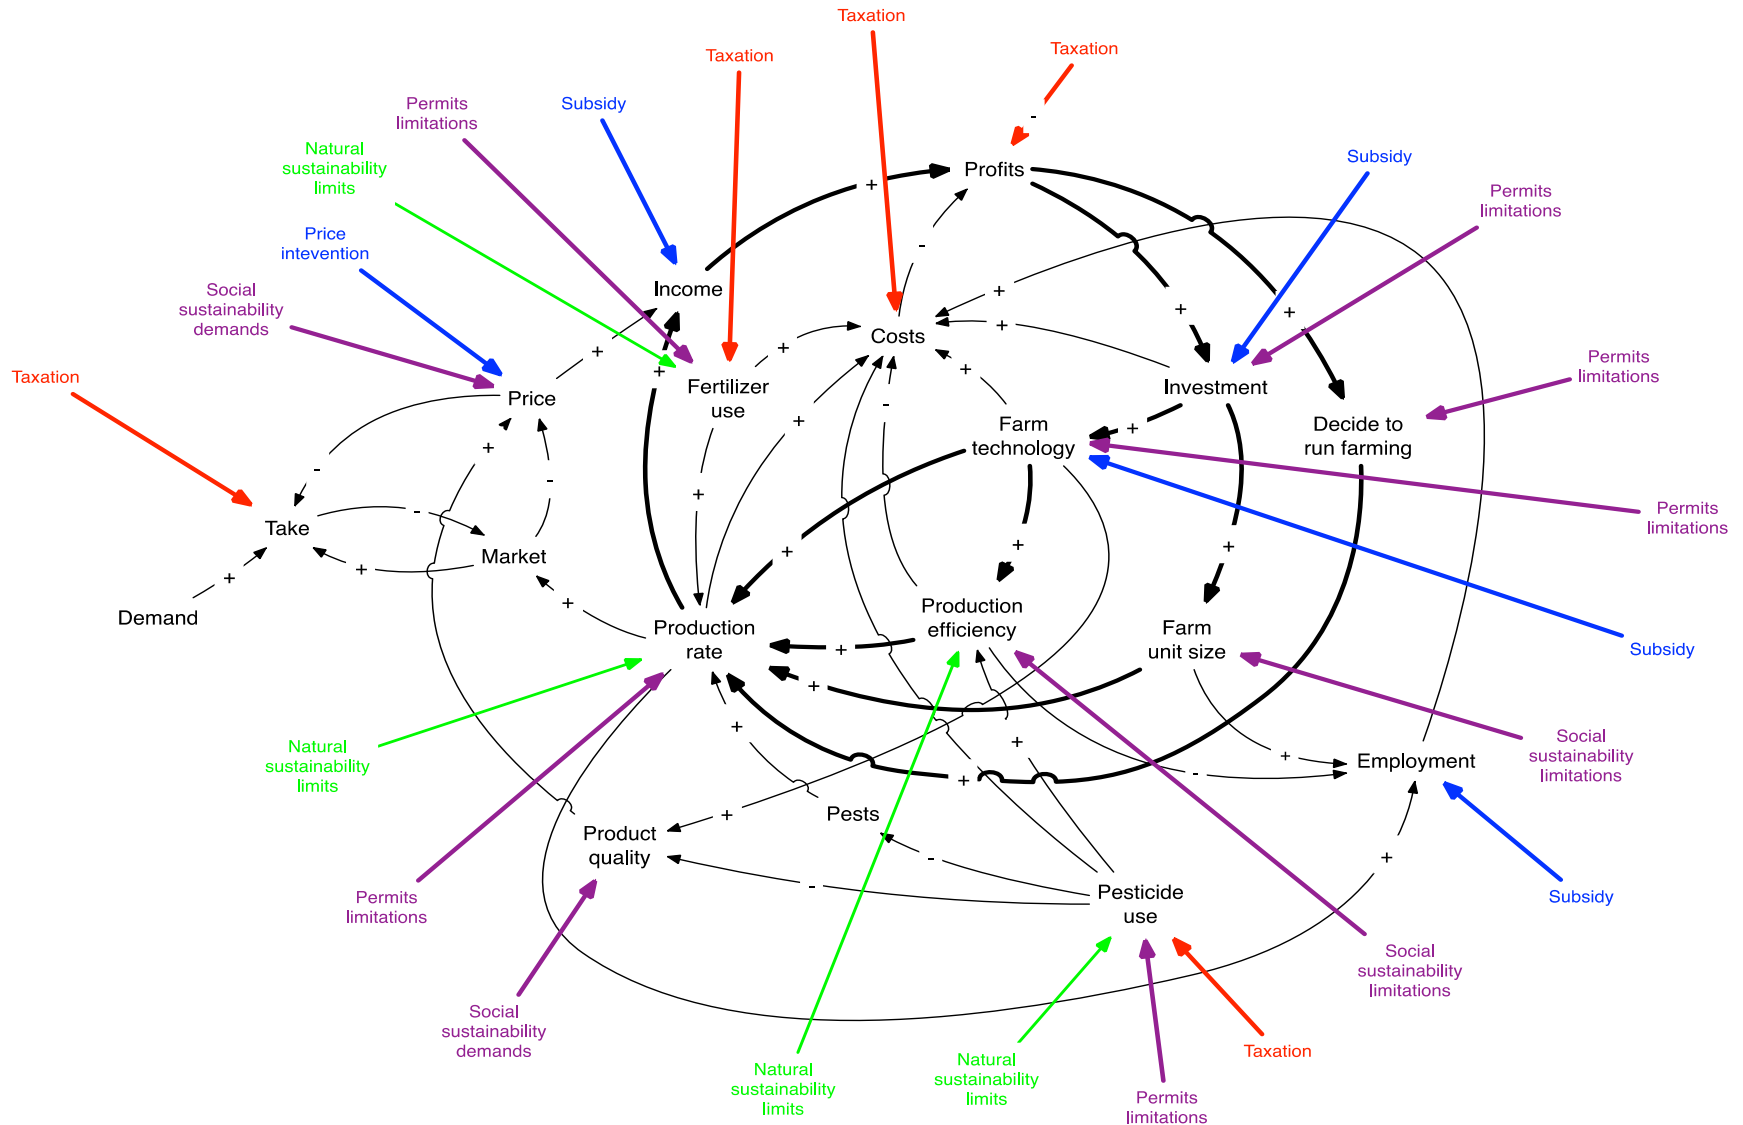 Taxation
Taxation
Taxation
Permits
limitations
Subsidy
Natural
sustainability
limits
Price
intevention
Social
sustainability
demands
Taxation
-
Profits
Subsidy
Permits
limitations
+
-
Income
+
Costs
+
+
+
+
+
+
+
+
Price
Fertilizer
use
Investment
Permits
limitations
-
+
Farm
technology
+
Decide to
run farming
+
-
-
+
Permits
limitations
Take
-
Market
+
+
+
+
+
+
Demand
+
Production
rate
Production
efficiency
+
Farm
unit size
Subsidy
+
Natural
sustainability
limits
+
+
-
+
+
Employment
Social
sustainability
limitations
Product
quality
+
Pests
-
-
Pesticide
use
+
Permits
limitations
Subsidy
Social
sustainability
limitations
Social
sustainability
demands
Natural
sustainability
limits
Natural
sustainability
limits
Permits
limitations
Taxation